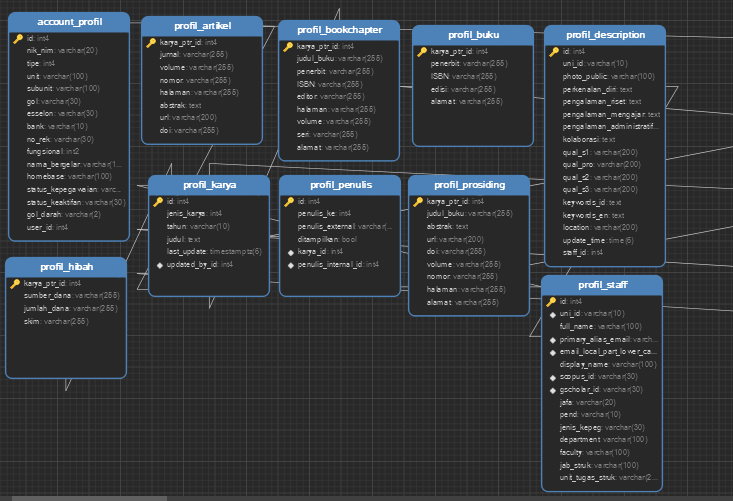 account_profil
id: int4
nik_nim: varchar(20)
tipe: int4
unit: varchar(100)
subunit: varchar(100)
gol: varchar(30)
esselon: varchar(30)
bank: varchar(10)
no_rek: varchar(30)
fungsional: int2
nama_bergelar: varchar(1...
homebase: varchar(100)
status_kepegawaian: varc...
status_keaktifan: varchar(30)
gol_darah: varchar(2)
user_id: int4
profil_artikel
karya_ptr_id: int4
jurnal: varchar(255)
volume: varchar(255)
nomor: varchar(255)
halaman: varchar(255)
abstrak: text
url: varchar(200)
doi: varchar(255)
profil_bookchapter
karya_ptr_id: int4
judul_buku: varchar(255)
penerbit: varchar(255)
ISBN: varchar(255)
editor: varchar(255)
halaman: varchar(255)
volume: varchar(255)
seri: varchar(255)
alamat: varchar(255)
profil_buku
karya_ptr_id: int4
penerbit: varchar(255)
ISBN: varchar(255)
edisi: varchar(255)
alamat: varchar(255)
profil_description
id: int4
uni_id: varchar(10)
photo_public: varchar(100)
perkenalan_diri: text
pengalaman_riset: text
pengalaman_mengajar: text
pengalaman_administratif...
kolaborasi: text
qual_s1: varchar(200)
qual_pro: varchar(200)
qual_s2: varchar(200)
qual_s3: varchar(200)
keywords_id: text
keywords_en: text
location: varchar(200)
update_time: time(6)
staff_id: int4
profil_karya
id: int4
jenis_karya: int4
tahun: varchar(10)
judul: text
last_update: timestamptz(6)
updated_by_id: int4
profil_penulis
id: int4
penulis_ke: int4
penulis_external: varchar(...
ditampilkan: bool
karya_id: int4
penulis_internal_id: int4
profil_prosiding
karya_ptr_id: int4
judul_buku: varchar(255)
abstrak: text
url: varchar(200)
doi: varchar(255)
volume: varchar(255)
nomor: varchar(255)
halaman: varchar(255)
alamat: varchar(255)
profil_hibah
karya_ptr_id: int4
sumber_dana: varchar(255)
jumlah_dana: varchar(255)
skim: varchar(255)
profil_staff
id: int4
uni_id: varchar(10)
full_name: varchar(100)
primary_alias_email: varch...
email_local_part_lower_ca...
display_name: varchar(100)
scopus_id: varchar(30)
gscholar_id: varchar(30)
jafa: varchar(20)
pend: varchar(10)
jenis_kepeg: varchar(30)
department: varchar(100)
faculty: varchar(100)
jab_struk: varchar(100)
unit_tugas_struk: varchar(2...